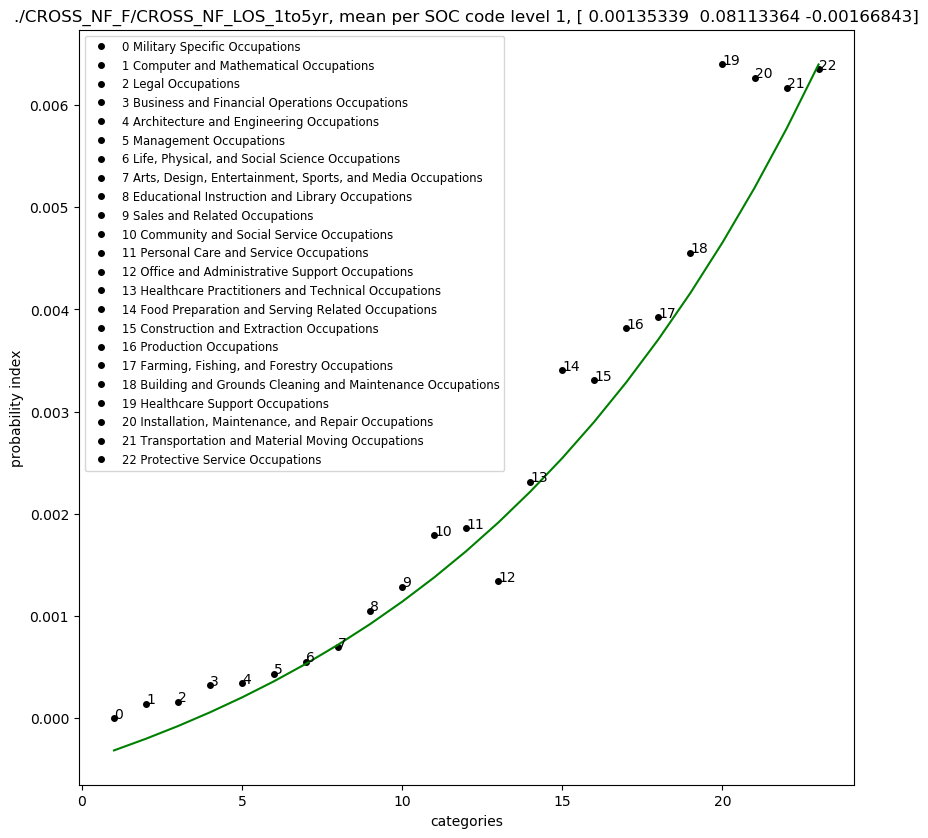 ./CROSS_NF_F/CROSS_NF_LOS_1to5yr, mean per SOC code level 1, [ 0.00135339  0.08113364 -0.00166843]
0 Military Specific Occupations
1 Computer and Mathematical Occupations
2 Legal Occupations
3 Business and Financial Operations Occupations
4 Architecture and Engineering Occupations
5 Management Occupations
6 Life, Physical, and Social Science Occupations
7 Arts, Design, Entertainment, Sports, and Media Occupations
8 Educational Instruction and Library Occupations
9 Sales and Related Occupations
10 Community and Social Service Occupations
11 Personal Care and Service Occupations
12 Office and Administrative Support Occupations
13 Healthcare Practitioners and Technical Occupations
14 Food Preparation and Serving Related Occupations
15 Construction and Extraction Occupations
16 Production Occupations
17 Farming, Fishing, and Forestry Occupations
18 Building and Grounds Cleaning and Maintenance Occupations
19 Healthcare Support Occupations
20 Installation, Maintenance, and Repair Occupations
21 Transportation and Material Moving Occupations
22 Protective Service Occupations
0
1
2
3
4
5
6
7
8
9
10
11
12
13
14
15
16
17
18
19
20
21
22
0.006
0.005
0.004
0.003
0.002
0.001
0.000
probability index
0
5
10
15
20
categories